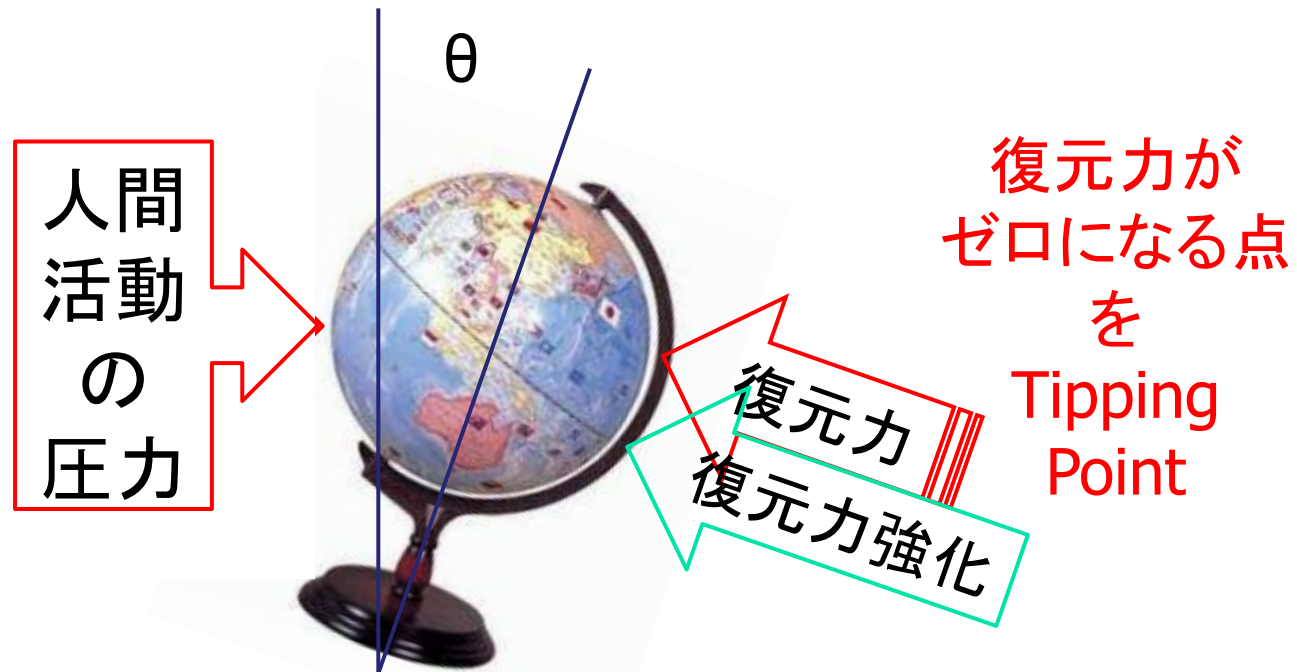 θ
人間
活動
の
圧力
復元力
復元力強化
復元力が
ゼロになる点
を
Tipping
Point